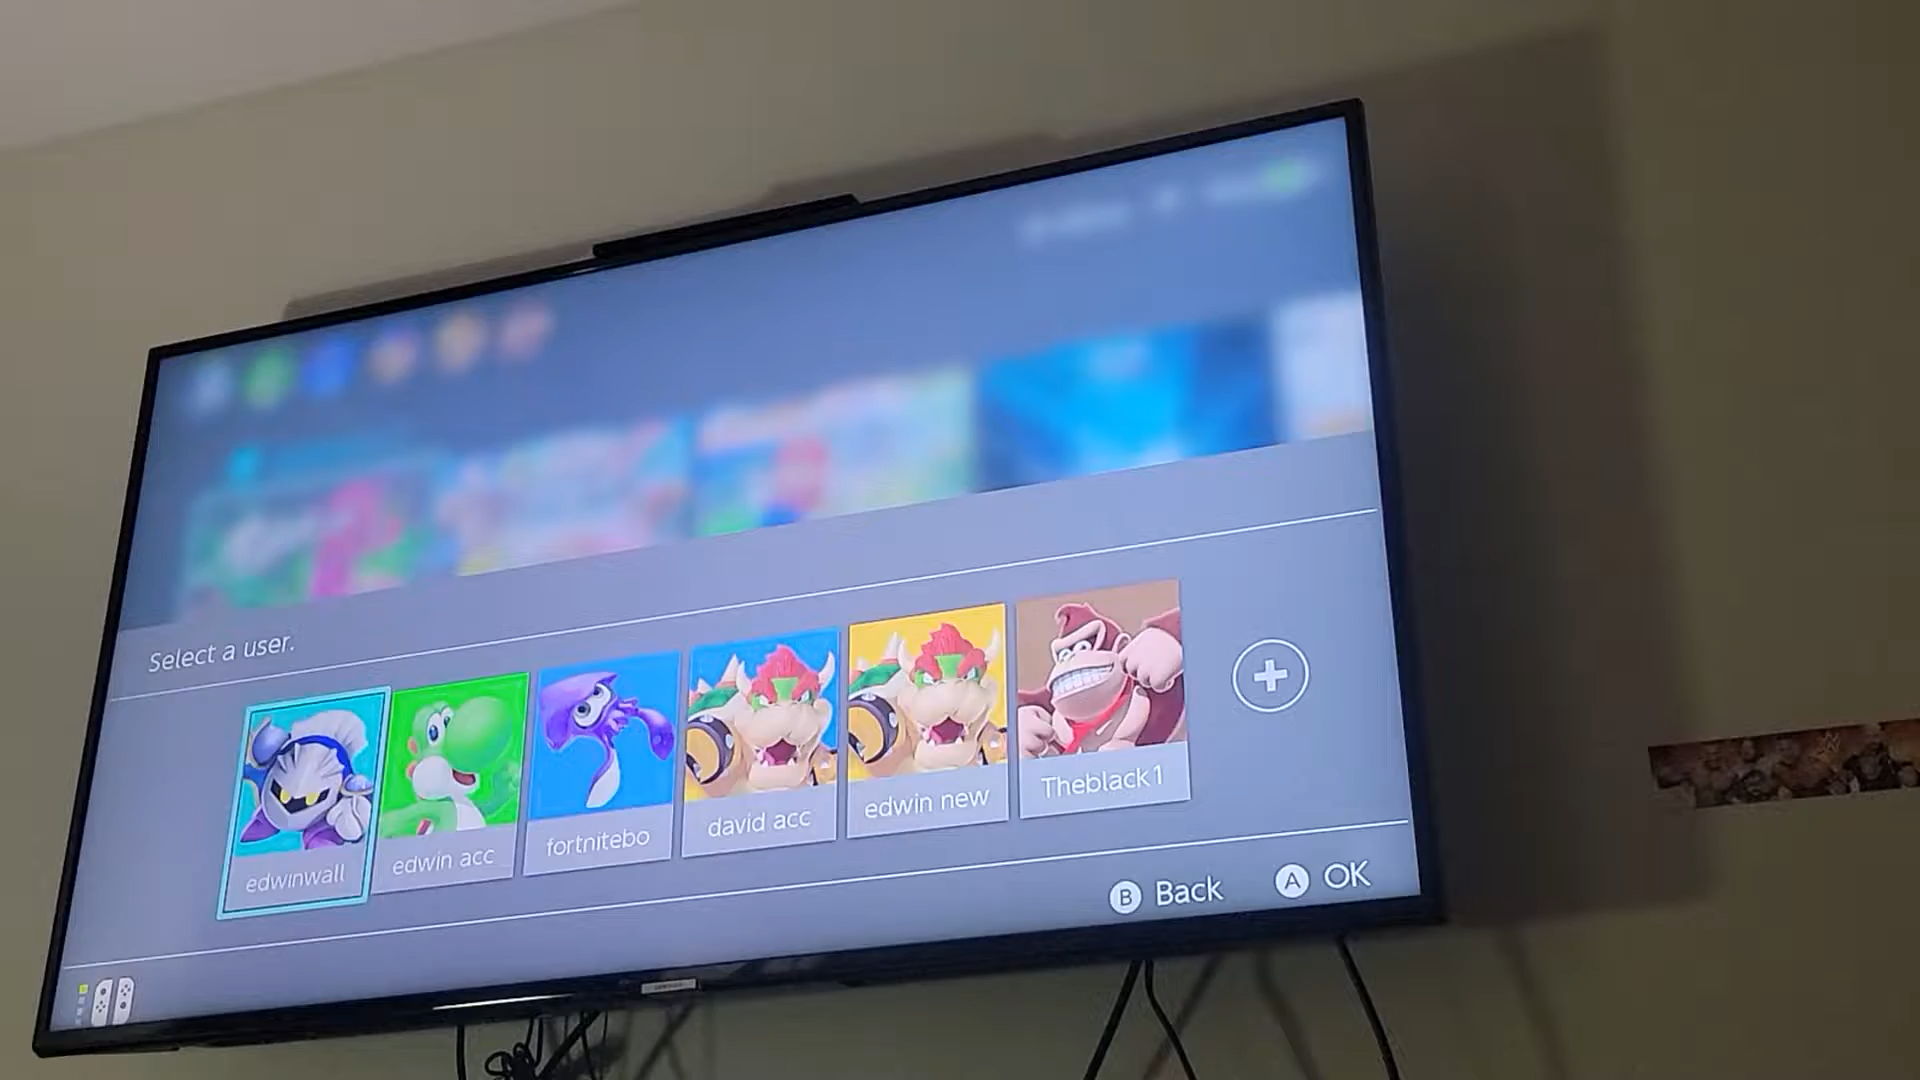 Select a user.
edwinwall
edwin acc
fortnitebo
david acc
edwin new
Theblack1
B Back
A OK